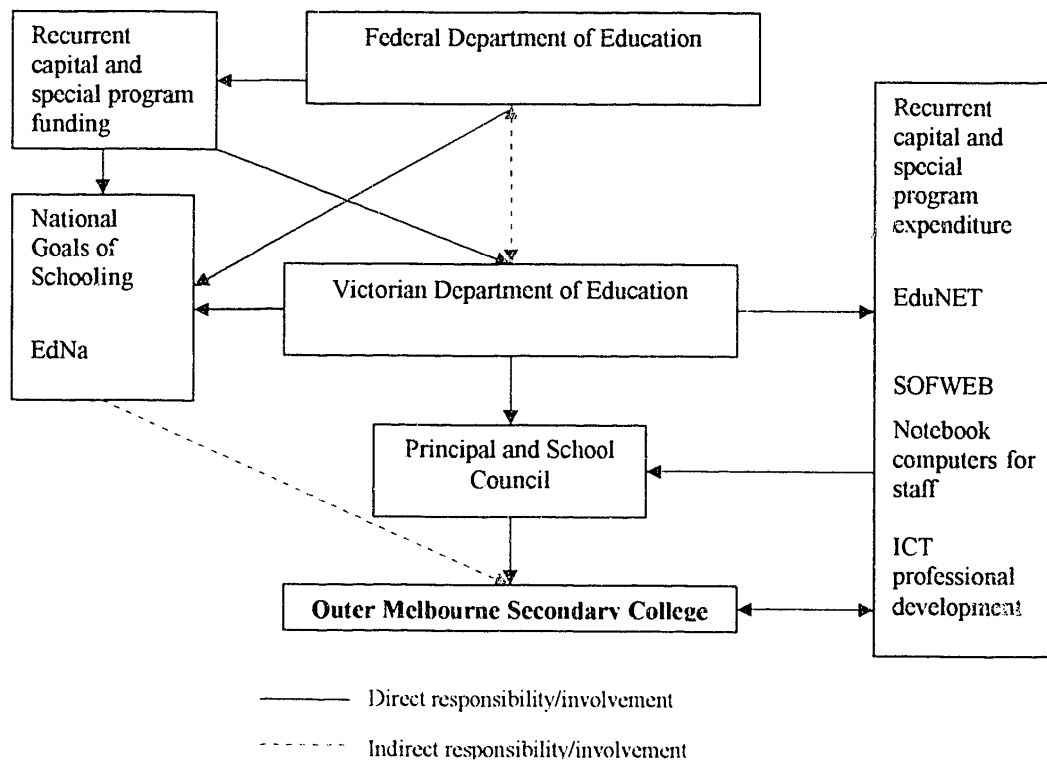 Recurrent
capital and
special program
funding
Federal Department of Education
National
Goals of
Schooling
EdNa
Victorian Department of Education
Principal and School
Council
Outer Melbourne Secondary College
Recurrent
capital and
special
program
expenditure
EduNET
SOFWEB
Notebook
computers for
staff
ICT
professional
development
Direct responsibility/involvement
Indirect responsibility/involvement